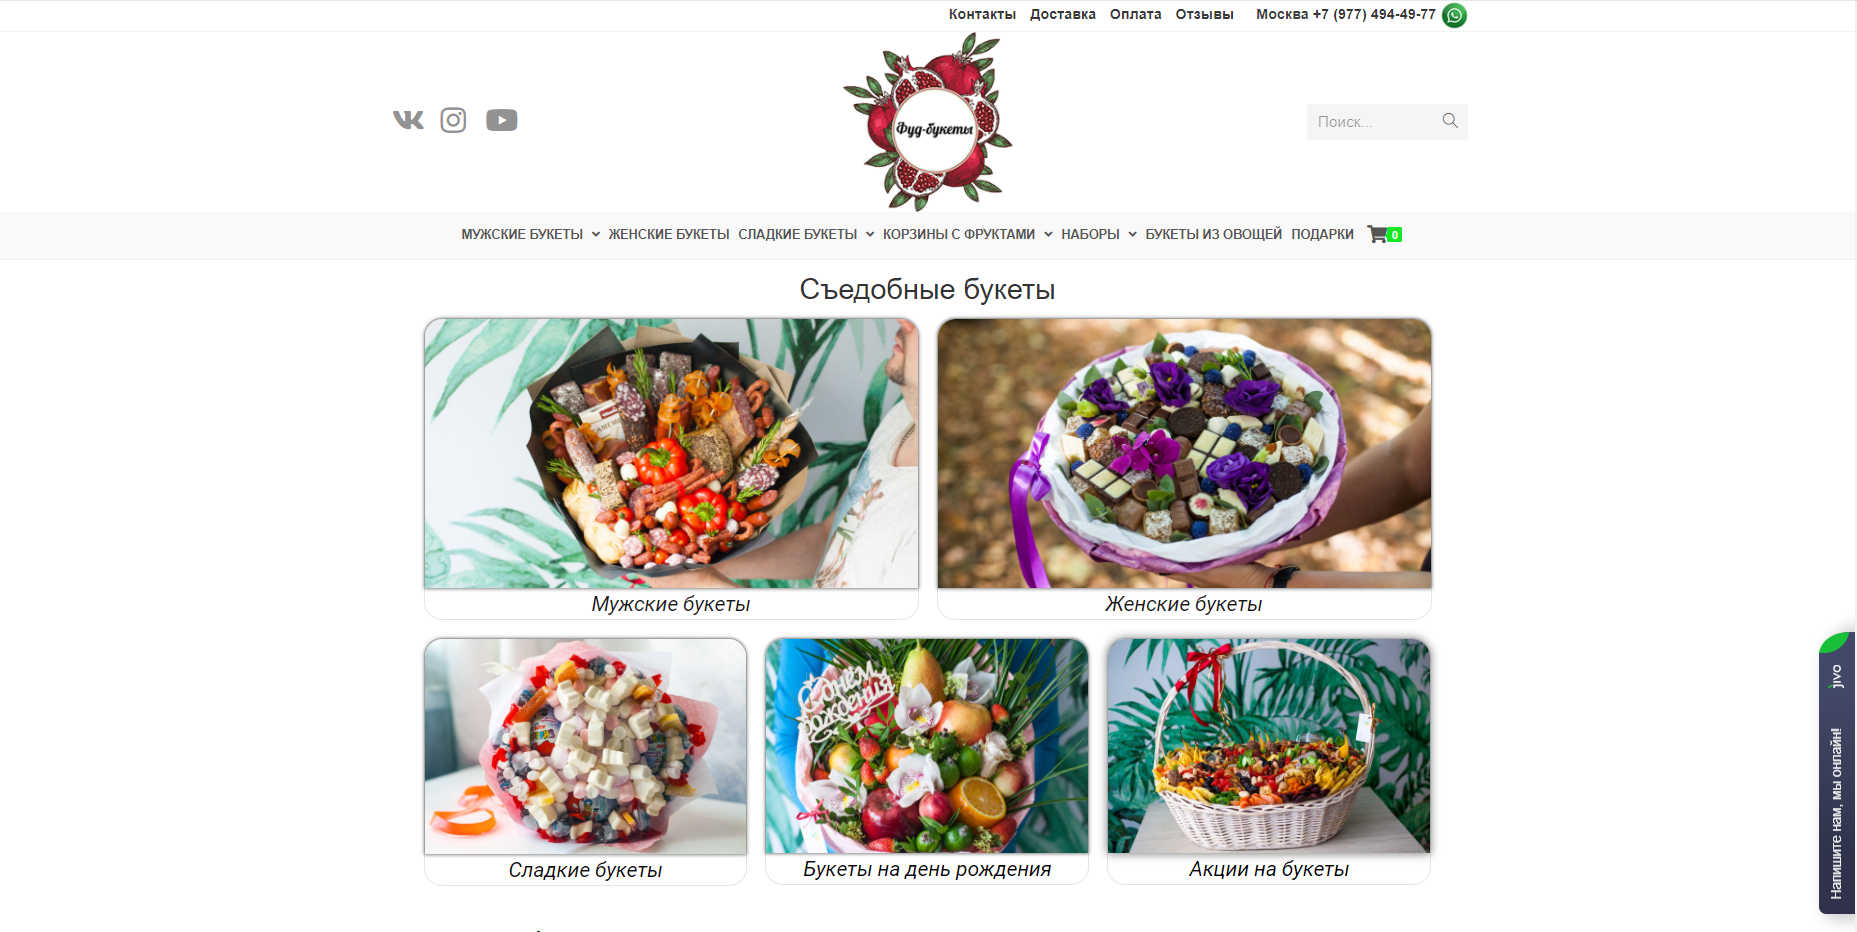 Контакты Доставка Оплата Отзывы Москва +7 (977) 494-49-77
Фуд-букеты
Поиск...
МУЖСКИЕ БУКЕТЫ ЖЕНСКИЕ БУКЕТЫ СЛАДКИЕ БУКЕТЫ КОРЗИНЫ С ФРУКТАМИ НАБОРЫ БУКЕТЫ ИЗ ОВОЩЕЙ ПОДАРКИ 0
Съедобные букеты
Мужские букеты
Женские букеты
С днём
рождения
Сладкие букеты
Букеты на день рождения
Акции на букеты
jivo
Напишите нам, мы онлайн!